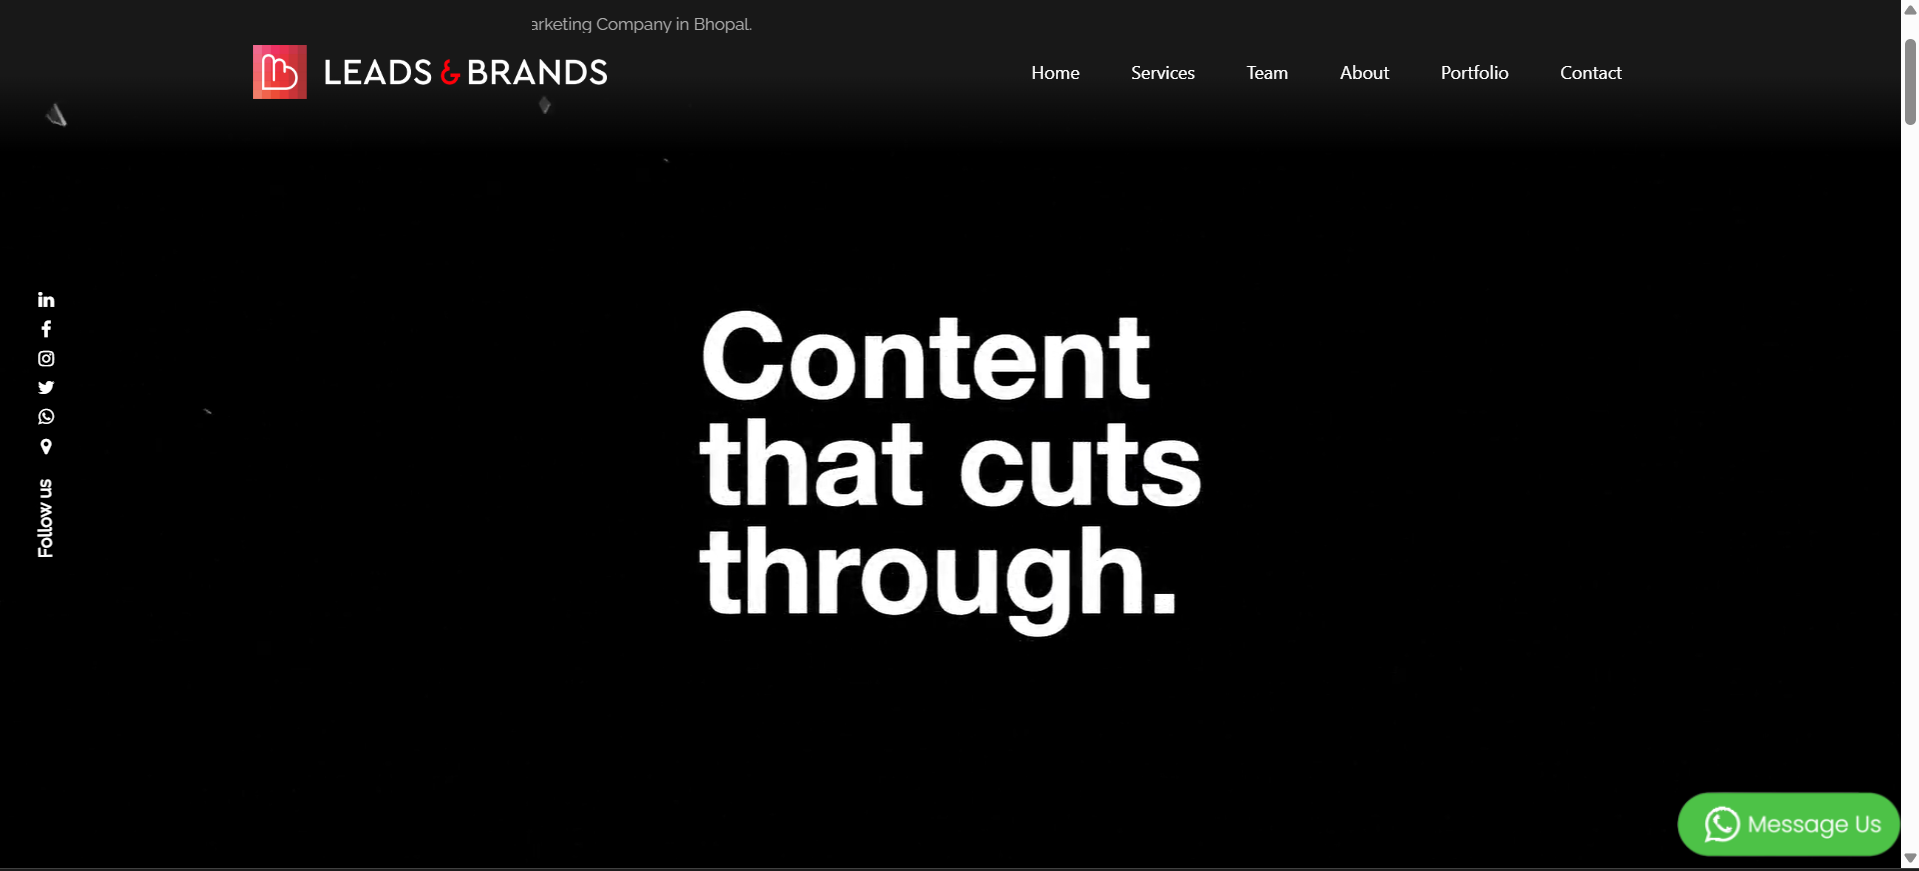 Company in Bhopal.
LEADS & BRANDS
Home
Services
Team
About
Portfolio
Contact
Content
that cuts
through.
Follow us
Message Us